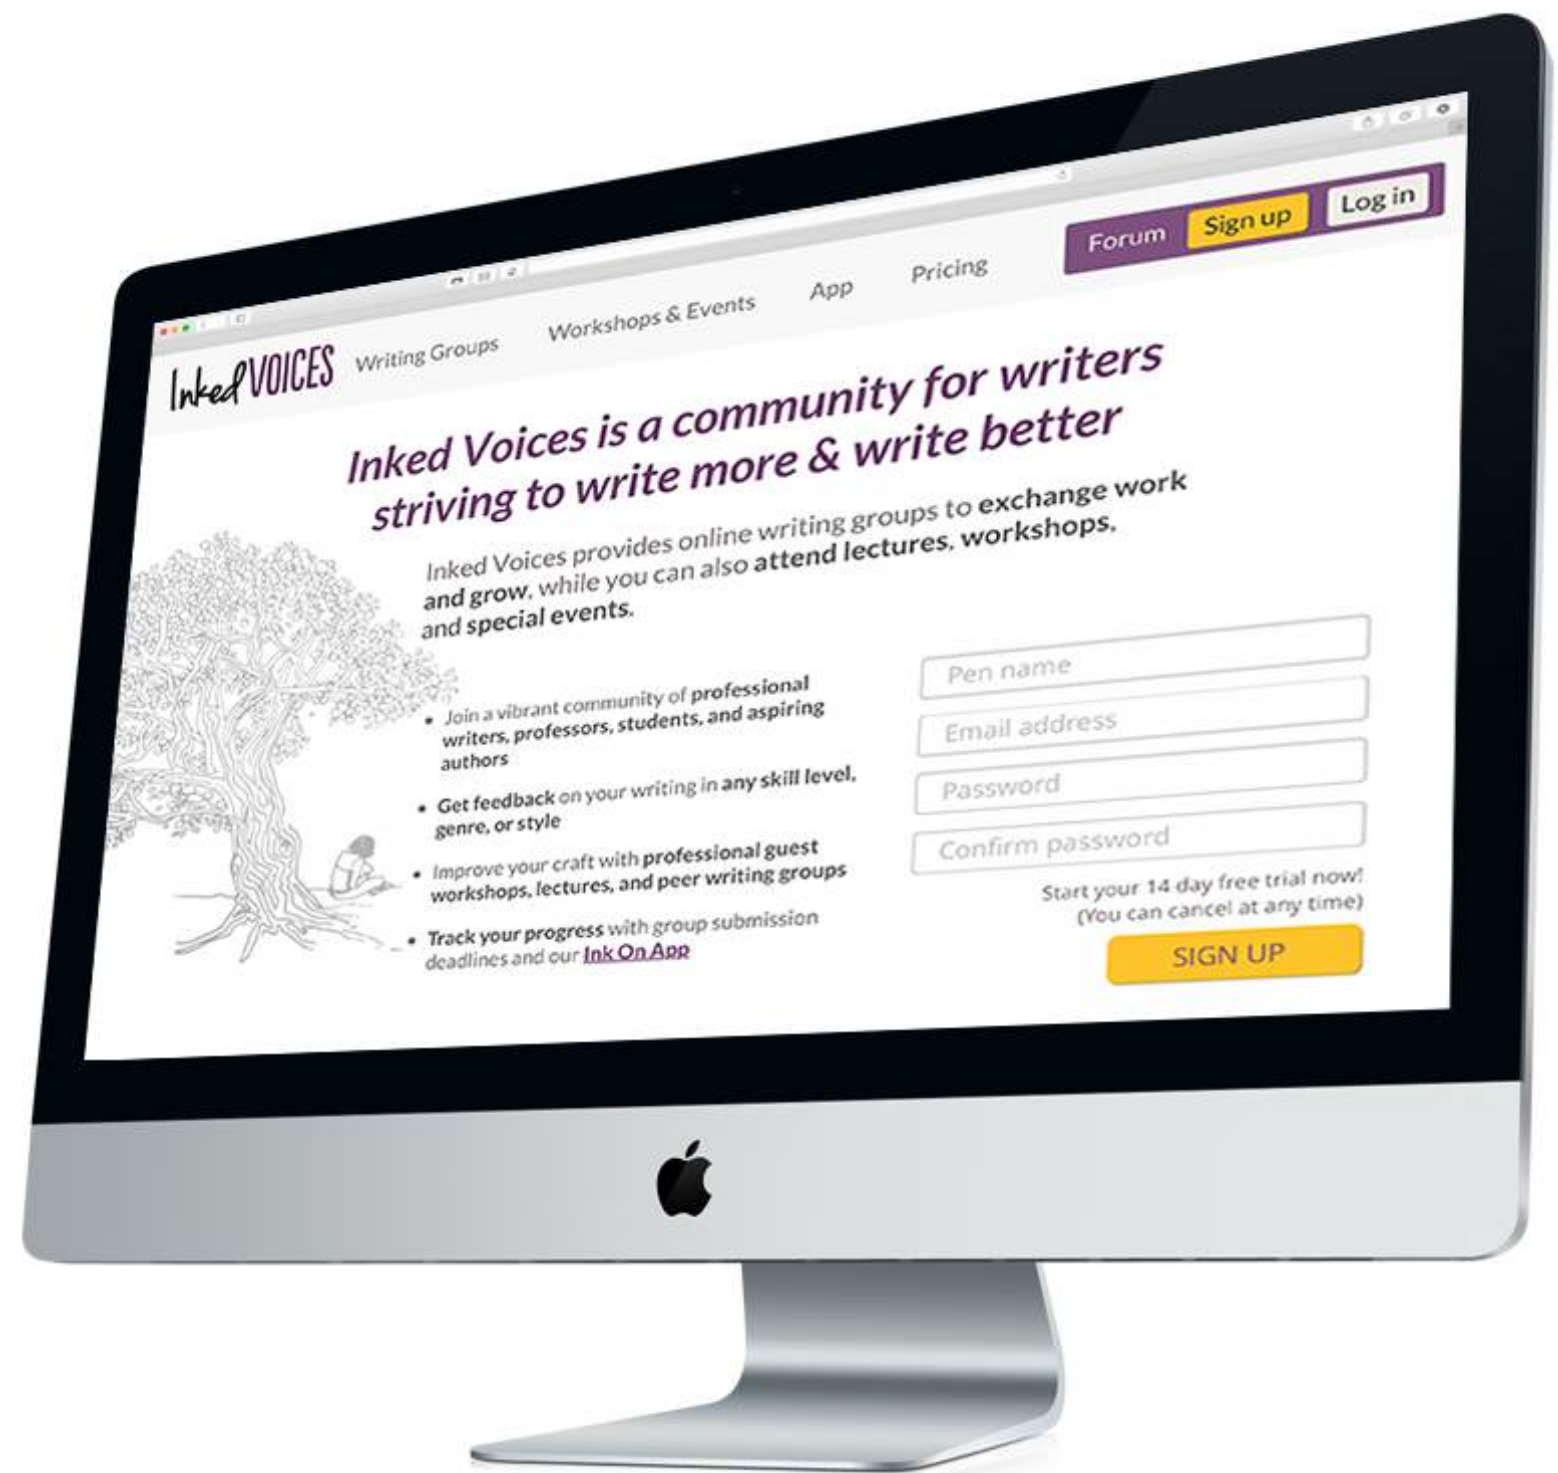 Inked VOICES
Writing Groups
Workshops & Events
App
Pricing
Forum
Sign up
Log in
Inked Voices is a community for writers
striving to write more & write better
Inked Voices provides online writing groups to exchange work
and grow, while you can also attend lectures, workshops,
and special events.
• Join a vibrant community of professional
writers, professors, students, and aspiring
authors
• Get feedback on your writing in any skill level,
genre, or style
• Improve your craft with professional guest
workshops, lectures, and peer writing groups
• Track your progress with group submission
deadlines and our Ink On App
Pen name
Email address
Password
Confirm password
Start your 14 day free trial now!
(You can cancel at any time)
SIGN UP